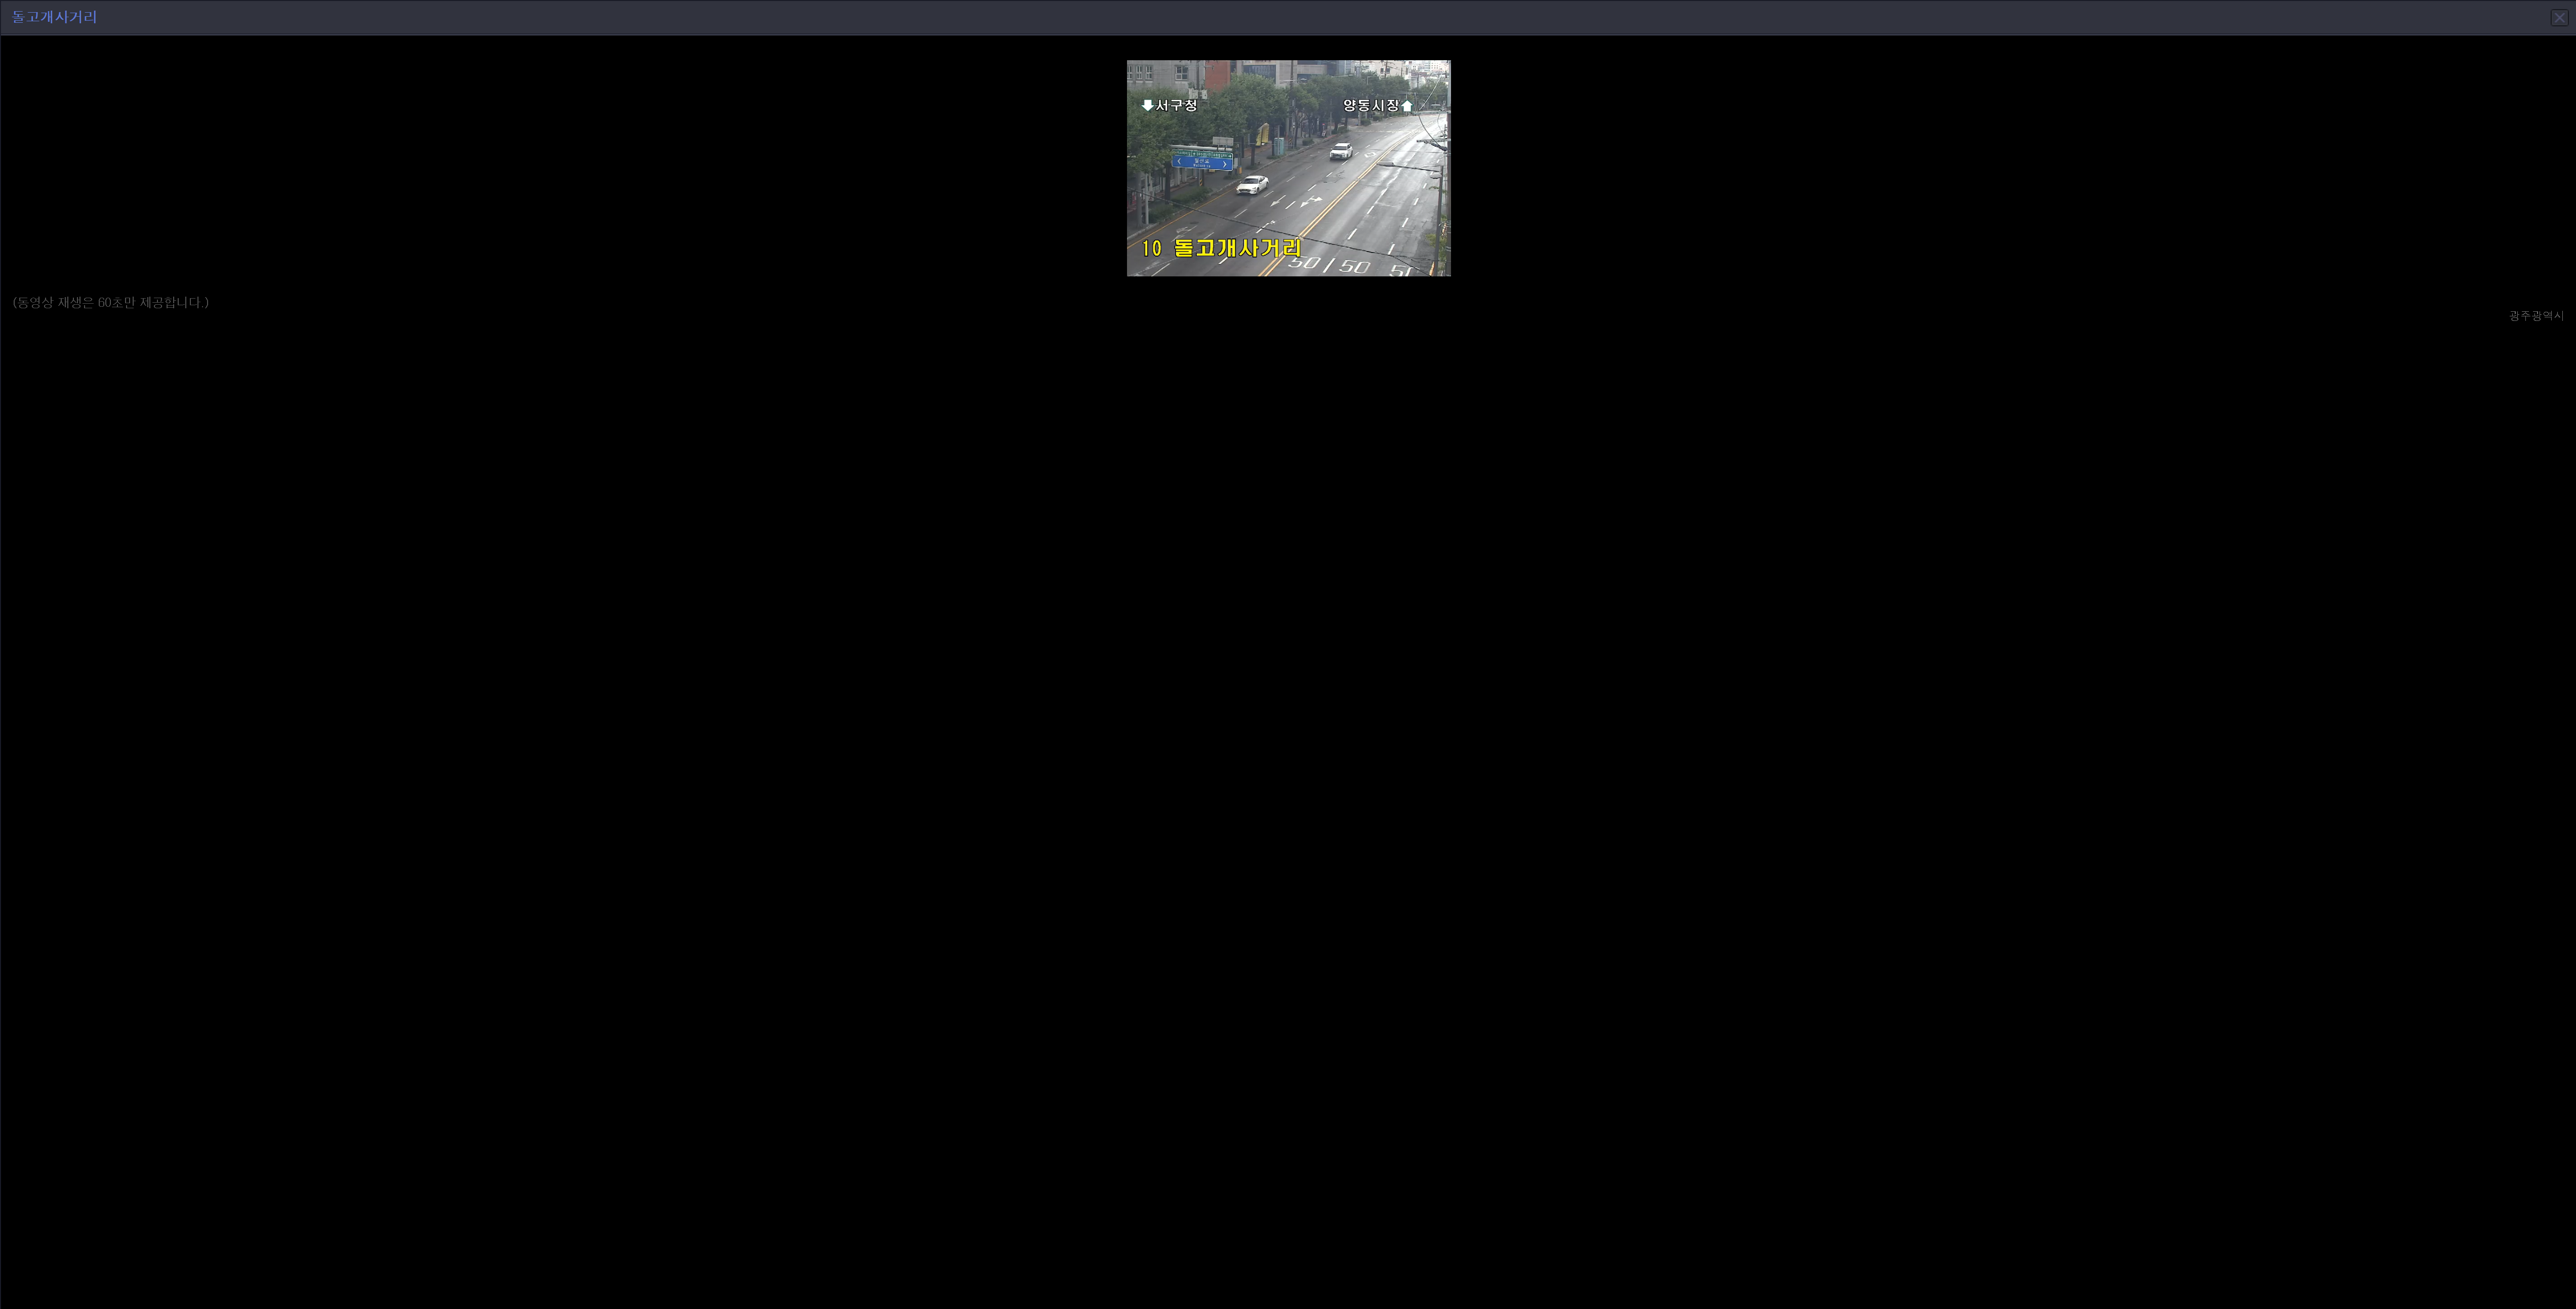 돌고개사거리
⬇서구청 양동시장⬆
10 돌고개사거리
50 50
(동영상 재생은 60초만 제공합니다.)
광주광역시